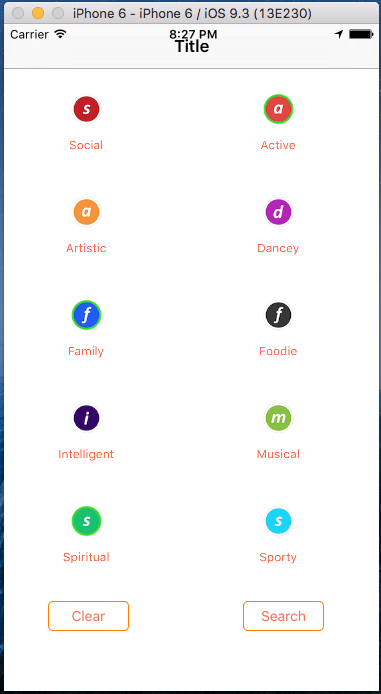 iPhone 6 - iPhone 6 / iOS 9.3 (13E230)
Carrier 8:27 PM
Title
s a
Social Active
a d
Artistic Dancey
f f
Family Foodie
i m
Intelligent Musical
s s
Spiritual Sporty
Clear Search